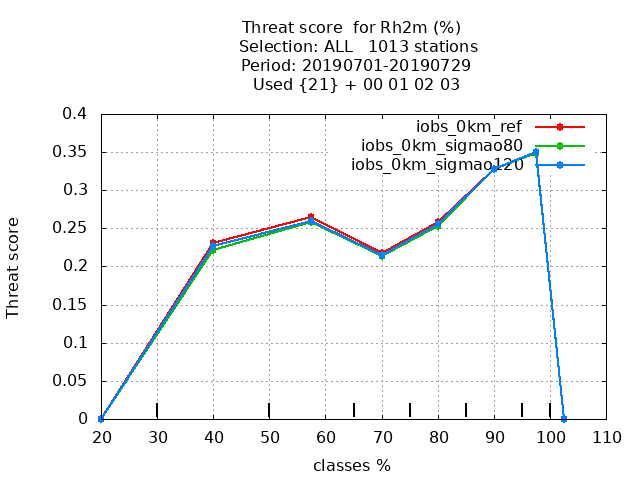 Threat score  for Rh2m (%)
Selection: ALL   1013 stations
Period: 20190701-20190729
Used {21} + 00 01 02 03
iobs_0km_ref
iobs_0km_sigmao80
iobs_0km_sigmao120
0.4
0.35
0.3
0.25
0.2
0.15
0.1
0.05
0
Threat score
20 30 40 50 60 70 80 90 100 110
classes %